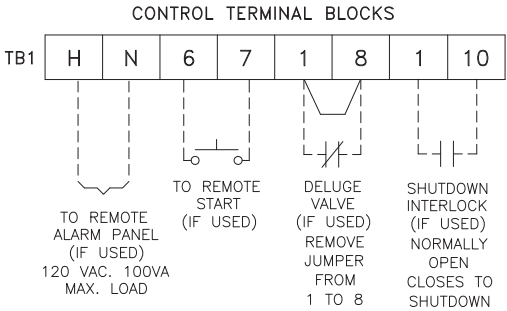 CONTROL TERMINAL BLOCKS
TB1 H N 6 7 1 8 1 10
TO REMOTE
ALARM PANEL
(IF USED)
120 VAC. 100VA
MAX. LOAD
TO REMOTE
START
(IF USED)
DELUGE
VALVE
(IF USED)
REMOVE
JUMPER
FROM
1 TO 8
SHUTDOWN
INTERLOCK
(IF USED)
NORMALLY
OPEN
CLOSES TO
SHUTDOWN